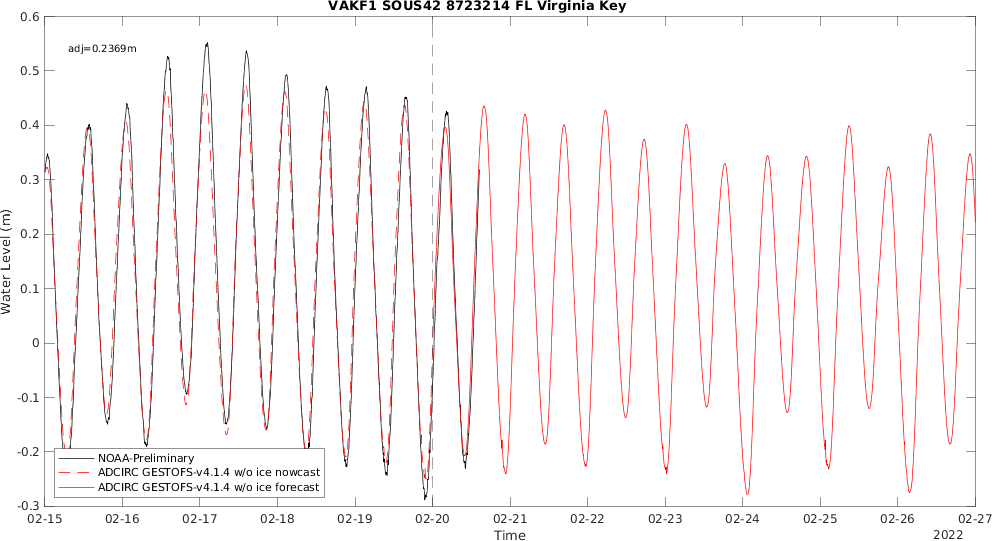 VAKF1 SOUS42 8723214 FL Virginia Key
adj=0.2369m
0.6
0.5
0.4
0.3
0.2
0.1
0
-0.1
-0.2
-0.3
Water Level (m)
NOAA-Preliminary
ADCIRC GESTOFS-v4.1.4 w/o ice nowcast
ADCIRC GESTOFS-v4.1.4 w/o ice forecast
02-15 02-16 02-17 02-18 02-19 02-20 02-21 02-22 02-23 02-24 02-25 02-26 02-27
Time
2022